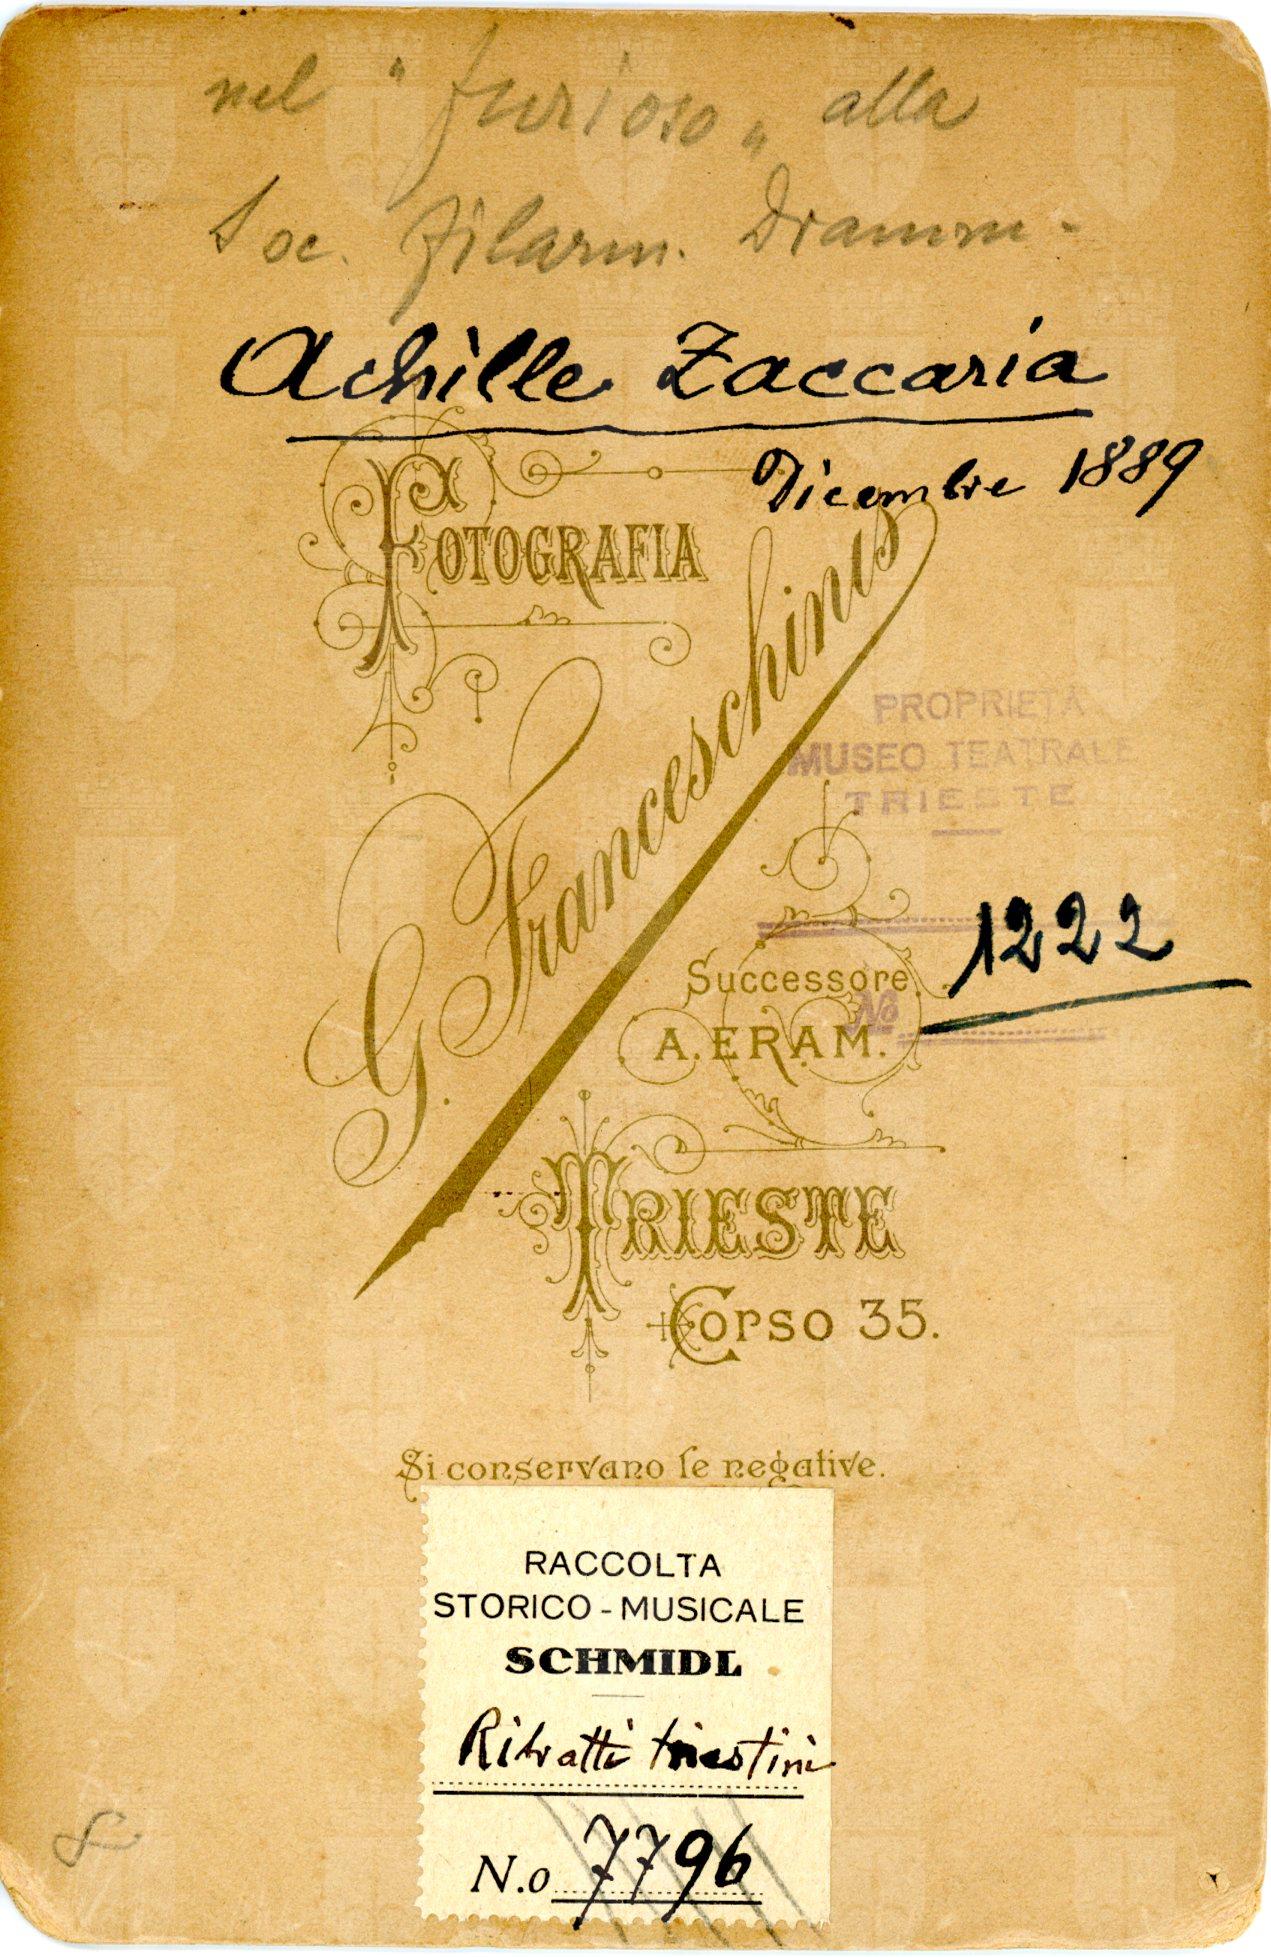 nel "furioso" alla
Soc. filarm. Dramm.
Achille Zaccaria
Dicembre 1889
FOTOGRAFIA
G. Franceschinis
PROPRIETÀ
MUSEO TEATRALE
TRIESTE
1222
Successore
No
A. ERAM.
TRIESTE
Corso 35.
Si conservano le negative.
RACCOLTA
STORICO-MUSICALE
SCHMIDL
Ritratti triestini
N.o 7796